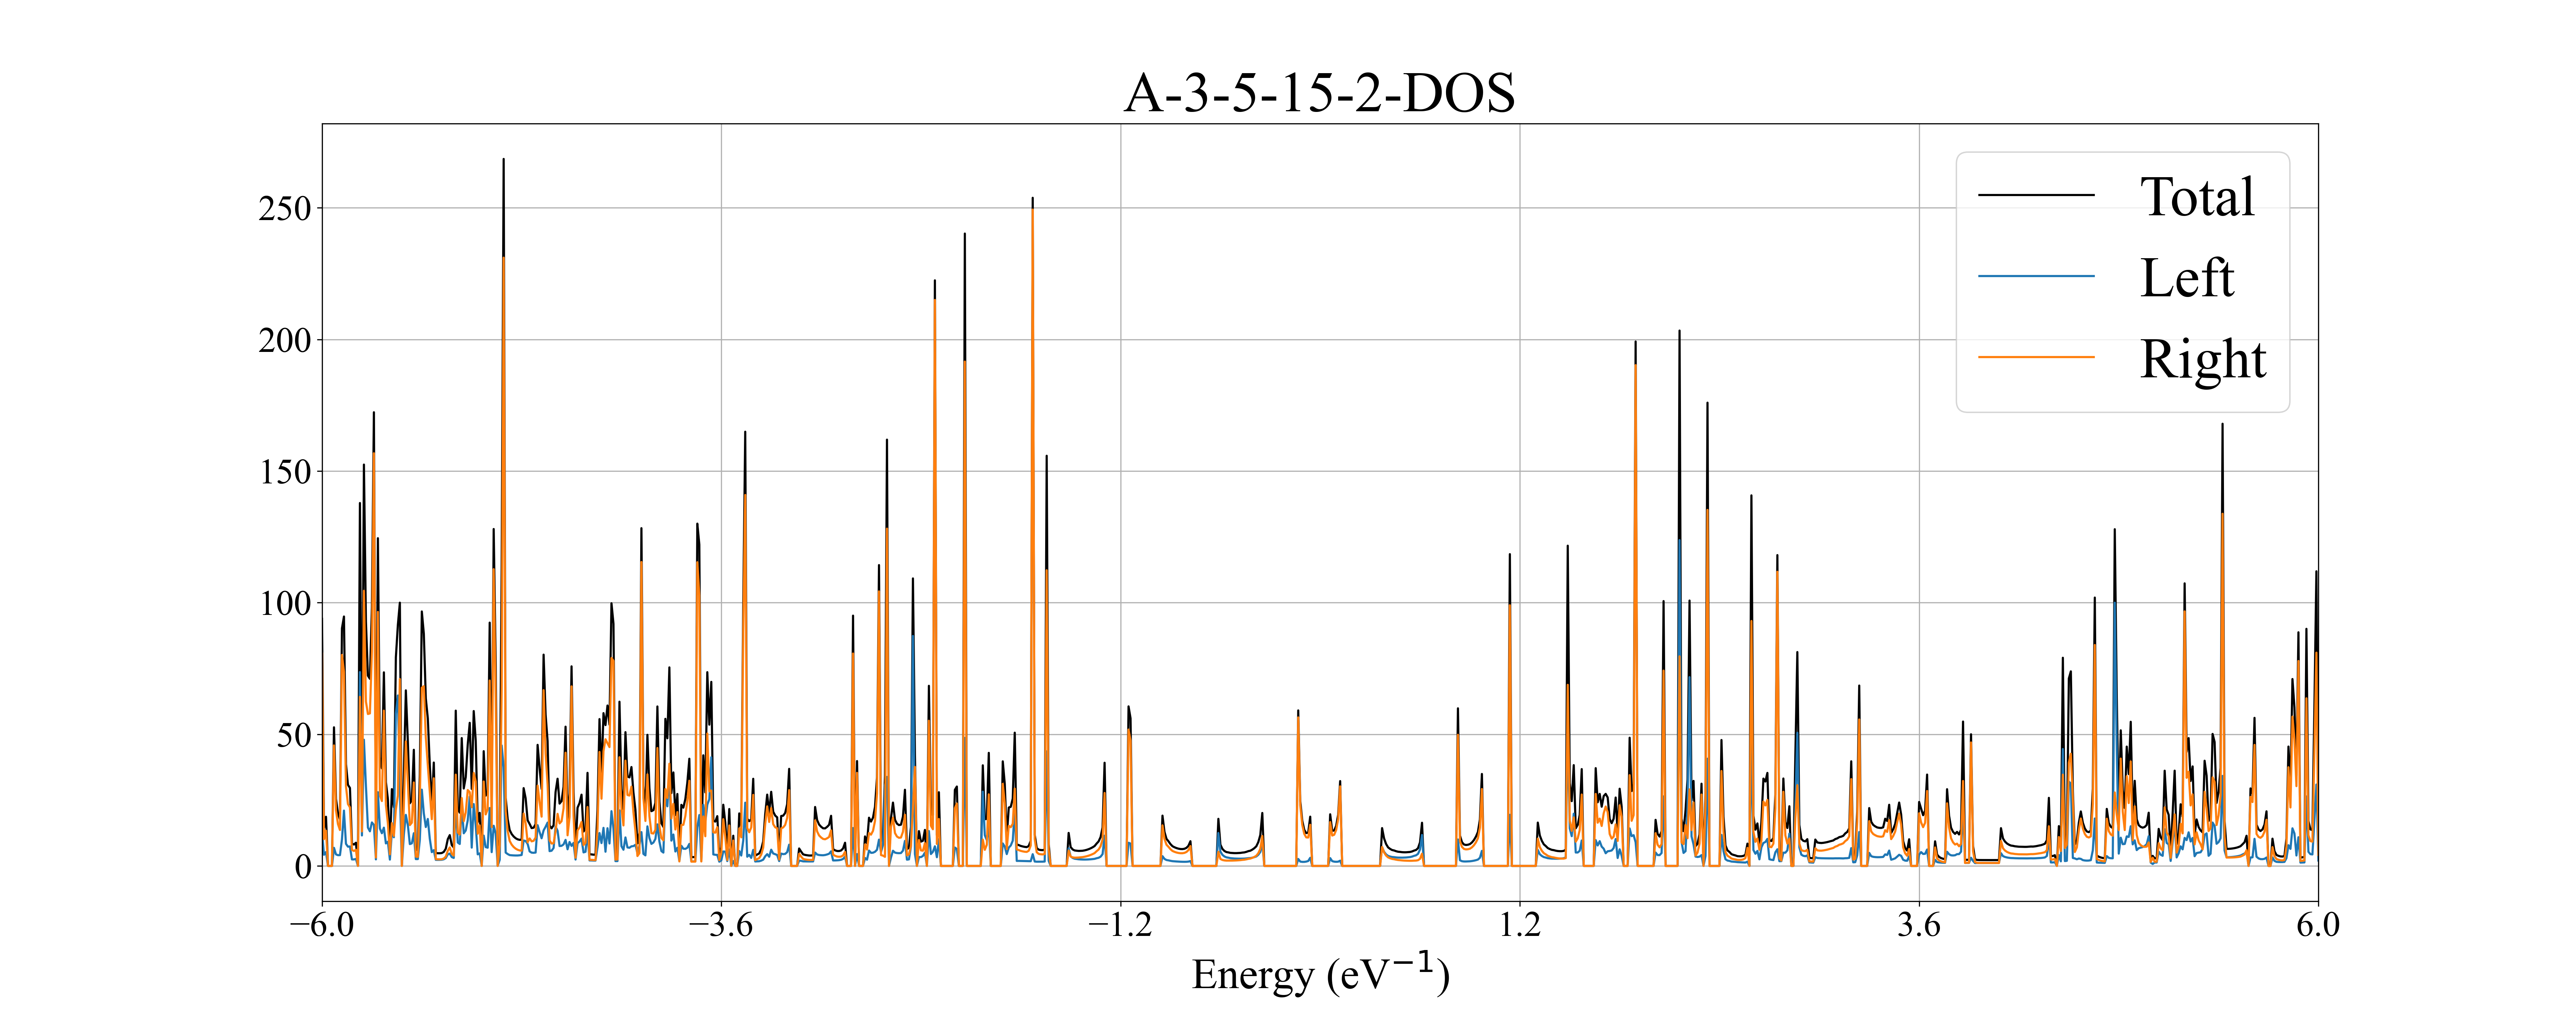 A-3-5-15-2-DOS
250
200
150
100
50
0
Total
Left
Right
−6.0 −3.6 −1.2 1.2 3.6 6.0
Energy (eV⁻¹)